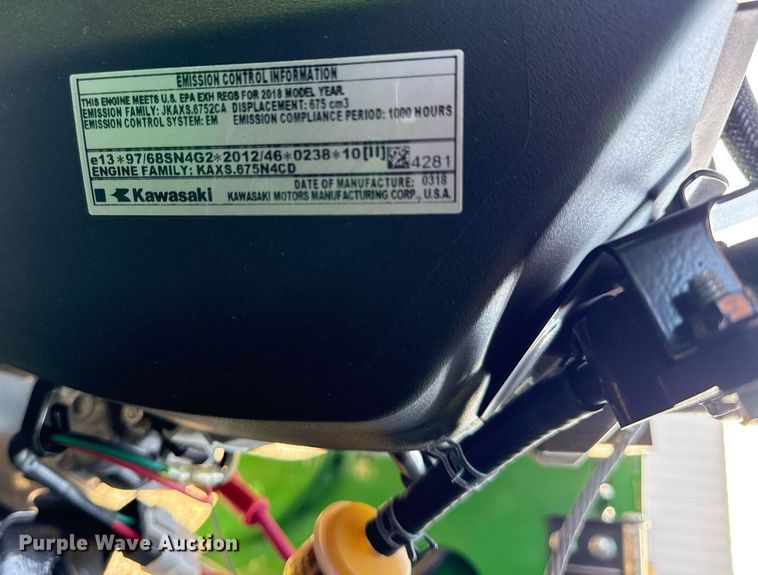 EMISSION CONTROL INFORMATION
THIS ENGINE MEETS U.S. EPA EXH REGS FOR 2018 MODEL YEAR.
EMISSION FAMILY: JKAXS.6752CA DISPLACEMENT: 675 cm3
EMISSION CONTROL SYSTEM: EM EMISSION COMPLIANCE PERIOD: 1000 HOURS
e13*97/68SN4G2*2012/46*0238*10[II] 4281
ENGINE FAMILY: KAXS.675N4CD
DATE OF MANUFACTURE: 0318
Kawasaki KAWASAKI MOTORS MANUFACTURING CORP., U.S.A.
Purple Wave Auction